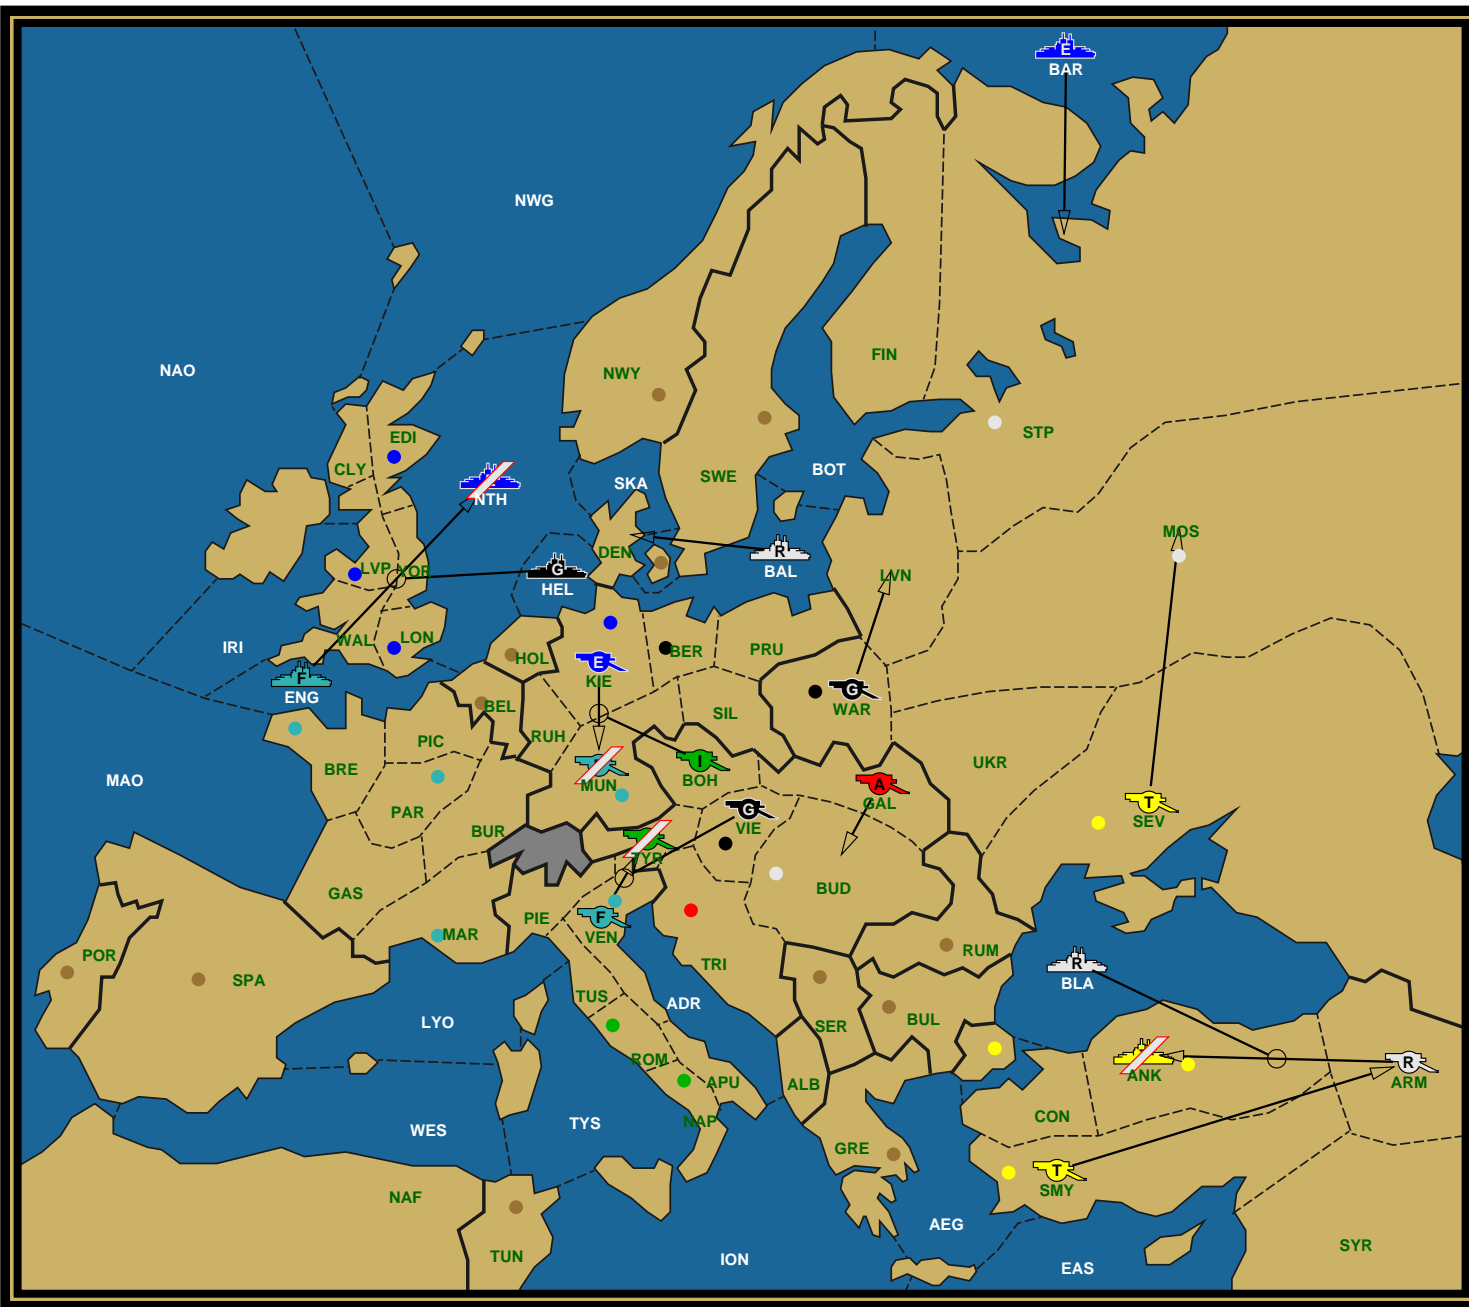 E
BAR
NWG
NAO
FIN
NWY
EDI
STP
CLY
SKA
BOT
SWE
NTH
MOS
R
BAL
DEN
G
HEL
LVP
YOR
LVN
IRI
WAL
LON
HOL
BER
PRU
E
KIE
F
ENG
G
WAR
BEL
SIL
RUH
PIC
BRE
MAO
I
BOH
UKR
MUN
A
GAL
T
SEV
PAR
G
VIE
BUR
TYR
GAS
BUD
F
VEN
PIE
MAR
POR
SPA
TRI
RUM
R
BLA
TUS
ADR
LYO
SER
BUL
ROM
APU
ALB
ANK
R
ARM
NAP
CON
WES
TYS
GRE
T
SMY
NAF
AEG
TUN
ION
EAS
SYR